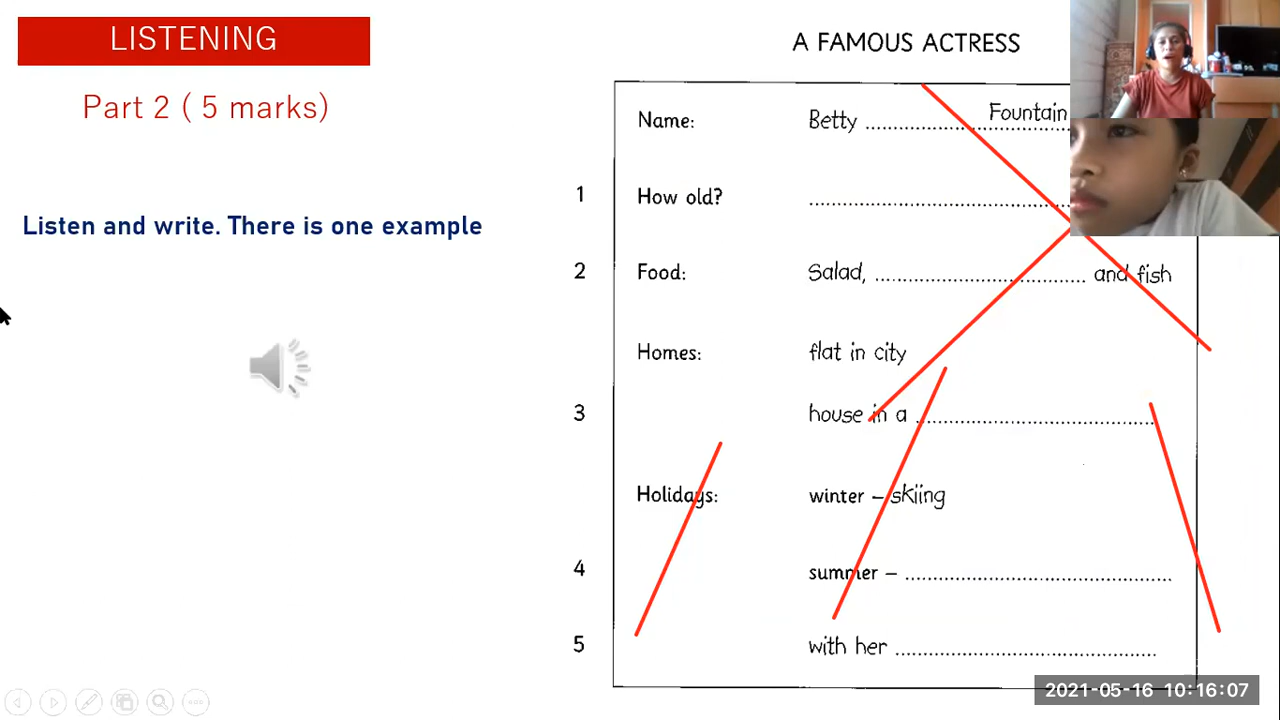 LISTENING
Part 2 ( 5 marks)
Listen and write. There is one example
A FAMOUS ACTRESS
Name: Betty ........................ Fountain
1 How old? ........................
2 Food: Salad, ........................ and fish
Homes: flat in city
3 house in a ........................
Holidays: winter – skiing
4 summer – ........................
5 with her ........................
2021-05-16 10:16:07